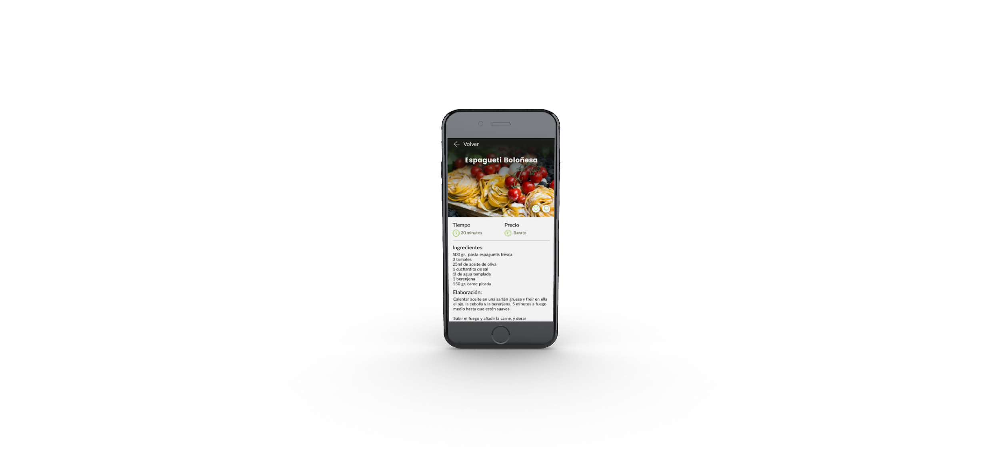 Volver
Espagueti Boloñesa
Tiempo
Precio
20 minutos
Barato
Ingredientes:
500 gr. pasta espaguetis fresca
3 tomates
25ml de aceite de oliva
1 cuchardita de sal
1l de agua templada
1 berenjena
150 gr. carne picada
Elaboración:
Calentar aceite en una sartén gruesa y freir en ella
el ajo, la cebolla y la berenjena, 5 minutos a fuego
medio hasta que estén suaves.
Subir el fuego y añadir la carne, y dorar